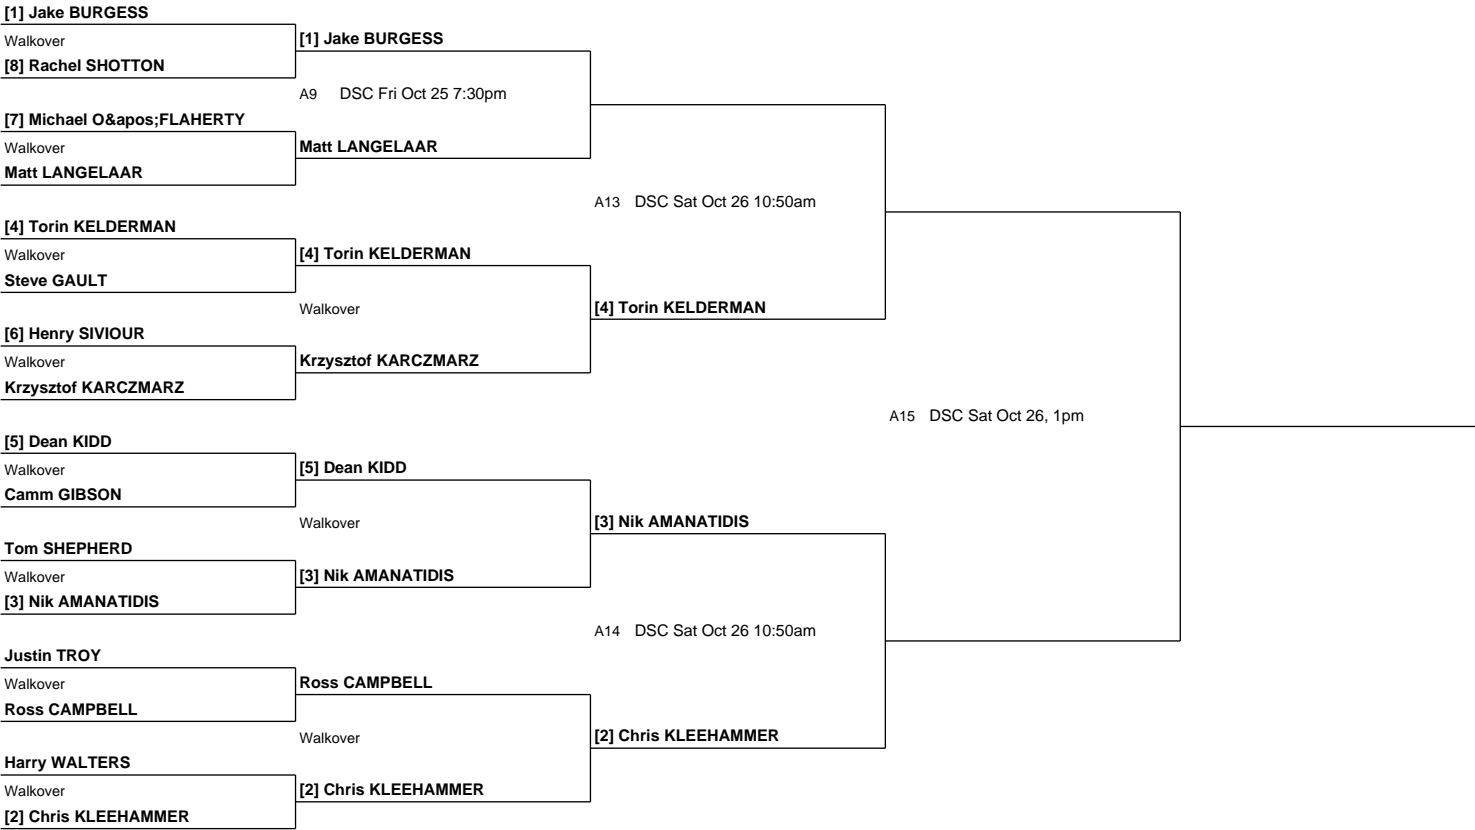 [1] Jake BURGESS
Walkover
[8] Rachel SHOTTON
[1] Jake BURGESS
A9 DSC Fri Oct 25 7:30pm
[7] Michael O&apos;FLAHERTY
Walkover
Matt LANGELAAR
Matt LANGELAAR
A13 DSC Sat Oct 26 10:50am
[4] Torin KELDERMAN
Walkover
Steve GAULT
[4] Torin KELDERMAN
Walkover
[4] Torin KELDERMAN
[6] Henry SIVIOUR
Walkover
Krzysztof KARCZMARZ
Krzysztof KARCZMARZ
A15 DSC Sat Oct 26, 1pm
[5] Dean KIDD
Walkover
Camm GIBSON
[5] Dean KIDD
Walkover
[3] Nik AMANATIDIS
Tom SHEPHERD
Walkover
[3] Nik AMANATIDIS
[3] Nik AMANATIDIS
A14 DSC Sat Oct 26 10:50am
Justin TROY
Walkover
Ross CAMPBELL
Ross CAMPBELL
Walkover
[2] Chris KLEEHAMMER
Harry WALTERS
Walkover
[2] Chris KLEEHAMMER
[2] Chris KLEEHAMMER